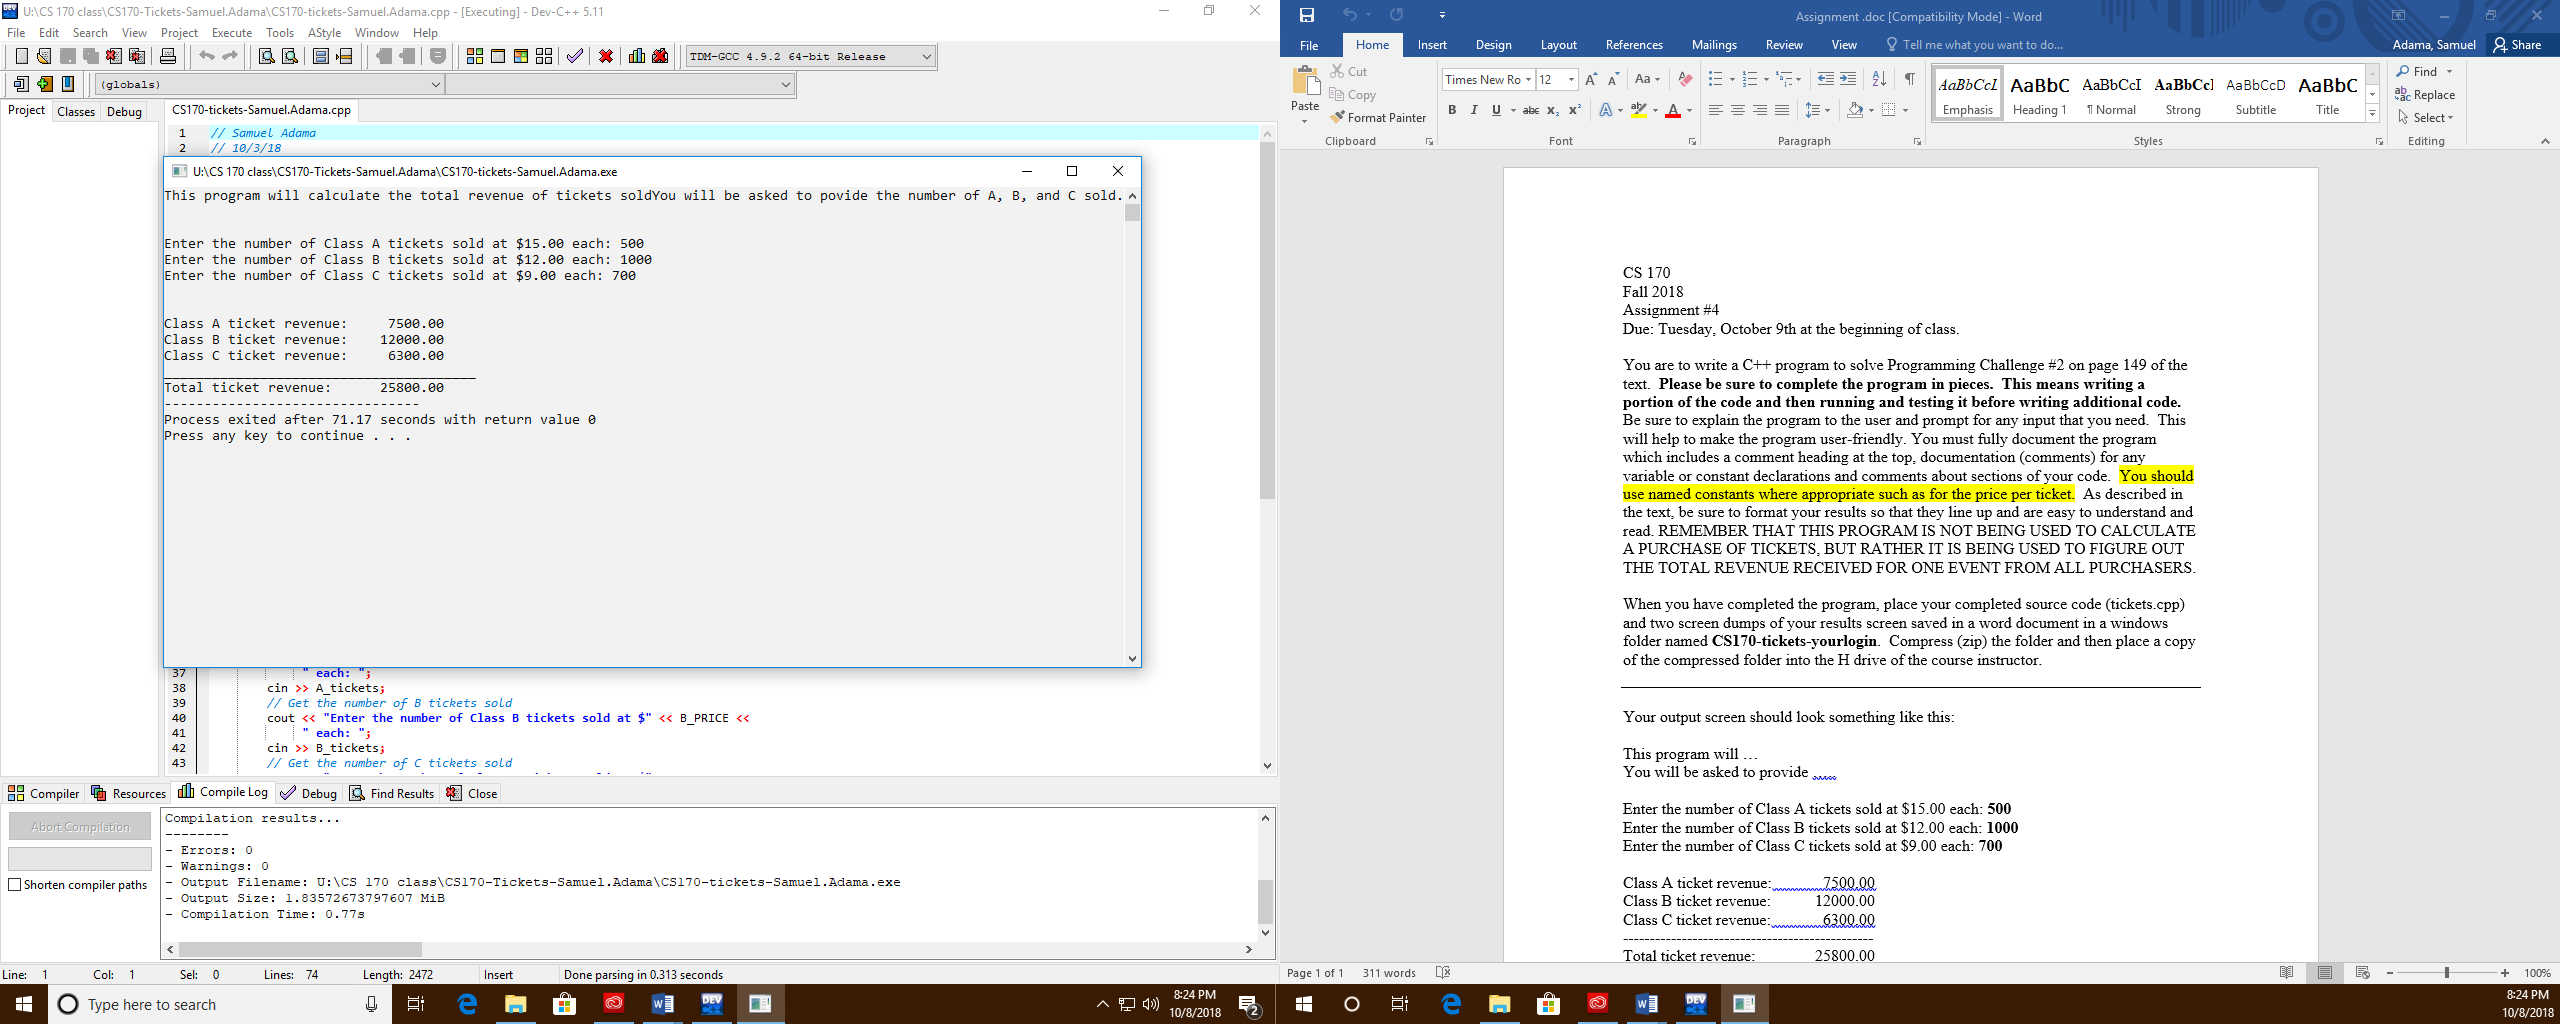 U:\CS 170 class\CS170-Tickets-Samuel.Adama\CS170-tickets-Samuel.Adama.cpp - [Executing] - Dev-C++ 5.11
File Edit Search View Project Execute Tools AStyle Window Help
TDM-GCC 4.9.2 64-bit Release
(globals)
Project Classes Debug
CS170-tickets-Samuel.Adama.cpp
1 // Samuel Adama
2 // 10/3/18
U:\CS 170 class\CS170-Tickets-Samuel.Adama\CS170-tickets-Samuel.Adama.exe
This program will calculate the total revenue of tickets soldYou will be asked to povide the number of A, B, and C sold.
Enter the number of Class A tickets sold at $15.00 each: 500
Enter the number of Class B tickets sold at $12.00 each: 1000
Enter the number of Class C tickets sold at $9.00 each: 700
Class A ticket revenue: 7500.00
Class B ticket revenue: 12000.00
Class C ticket revenue: 6300.00
_______________________________________
Total ticket revenue: 25800.00
--------------------------------
Process exited after 71.17 seconds with return value 0
Press any key to continue . . .
37 " each: ";
38 cin >> A_tickets;
39 // Get the number of B tickets sold
40 cout << "Enter the number of Class B tickets sold at $" << B_PRICE <<
41 " each: ";
42 cin >> B_tickets;
43 // Get the number of C tickets sold
Compiler Resources Compile Log Debug Find Results Close
Abort Compilation
Shorten compiler paths
Compilation results...
--------
- Errors: 0
- Warnings: 0
- Output Filename: U:\CS 170 class\CS170-Tickets-Samuel.Adama\CS170-tickets-Samuel.Adama.exe
- Output Size: 1.83572673797607 MiB
- Compilation Time: 0.77s
Line: 1 Col: 1 Sel: 0 Lines: 74 Length: 2472 Insert Done parsing in 0.313 seconds
Type here to search
8:24 PM
10/8/2018
2
Assignment .doc [Compatibility Mode] - Word
File Home Insert Design Layout References Mailings Review View Tell me what you want to do... Adama, Samuel Share
Paste
Cut
Copy
Format Painter
Clipboard
Times New Ro 12
Font
Paragraph
AaBbCcI AaBbC AaBbCcI AaBbCcI AaBbCcD AaBbC
Emphasis Heading 1 ¶ Normal Strong Subtitle Title
Styles
Find
Replace
Select
Editing
CS 170
Fall 2018
Assignment #4
Due: Tuesday, October 9th at the beginning of class.
You are to write a C++ program to solve Programming Challenge #2 on page 149 of the
text. Please be sure to complete the program in pieces. This means writing a
portion of the code and then running and testing it before writing additional code.
Be sure to explain the program to the user and prompt for any input that you need. This
will help to make the program user-friendly. You must fully document the program
which includes a comment heading at the top, documentation (comments) for any
variable or constant declarations and comments about sections of your code. You should
use named constants where appropriate such as for the price per ticket. As described in
the text, be sure to format your results so that they line up and are easy to understand and
read. REMEMBER THAT THIS PROGRAM IS NOT BEING USED TO CALCULATE
A PURCHASE OF TICKETS, BUT RATHER IT IS BEING USED TO FIGURE OUT
THE TOTAL REVENUE RECEIVED FOR ONE EVENT FROM ALL PURCHASERS.
When you have completed the program, place your completed source code (tickets.cpp)
and two screen dumps of your results screen saved in a word document in a windows
folder named CS170-tickets-yourlogin. Compress (zip) the folder and then place a copy
of the compressed folder into the H drive of the course instructor.
Your output screen should look something like this:
This program will …
You will be asked to provide .....
Enter the number of Class A tickets sold at $15.00 each: 500
Enter the number of Class B tickets sold at $12.00 each: 1000
Enter the number of Class C tickets sold at $9.00 each: 700
Class A ticket revenue: 7500.00
Class B ticket revenue: 12000.00
Class C ticket revenue: 6300.00
-----------------------------------------------
Total ticket revenue: 25800.00
Page 1 of 1 311 words 100%
8:24 PM
10/8/2018